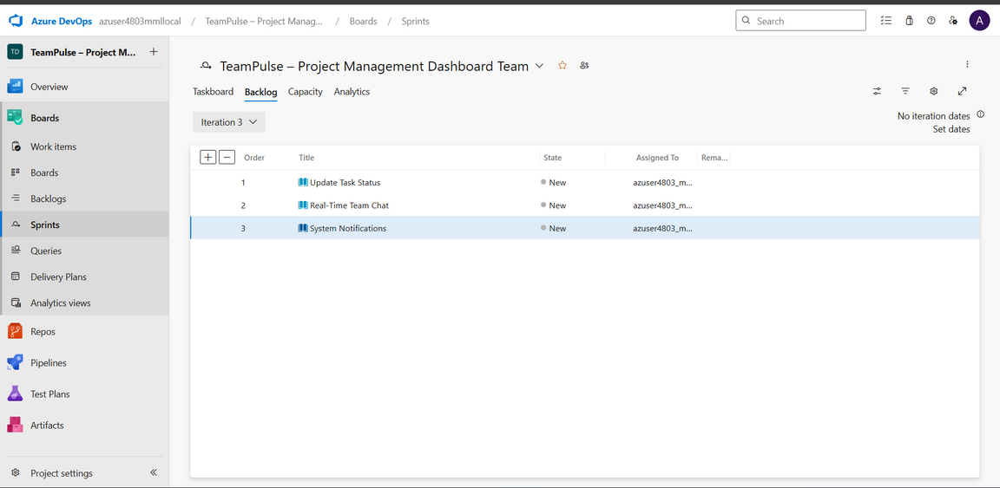 Azure DevOps azuser4803mmllocal / TeamPulse – Project Manag... / Boards / Sprints
Search
A
TD TeamPulse – Project M...
Overview
Boards
Work items
Boards
Backlogs
Sprints
Queries
Delivery Plans
Analytics views
Repos
Pipelines
Test Plans
Artifacts
Project settings
TeamPulse – Project Management Dashboard Team
Taskboard Backlog Capacity Analytics
Iteration 3
No iteration dates
Set dates
Order Title State Assigned To Rema...
1 Update Task Status New azuser4803_m...
2 Real-Time Team Chat New azuser4803_m...
3 System Notifications New azuser4803_m...